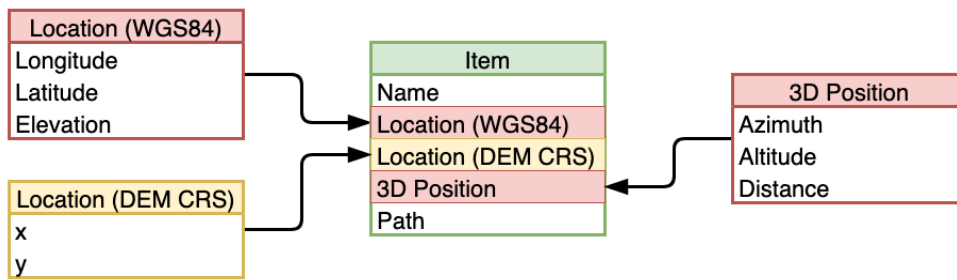 Location (WGS84)
Longitude
Latitude
Elevation
Location (DEM CRS)
x
y
Item
Name
Location (WGS84)
Location (DEM CRS)
3D Position
Path
3D Position
Azimuth
Altitude
Distance